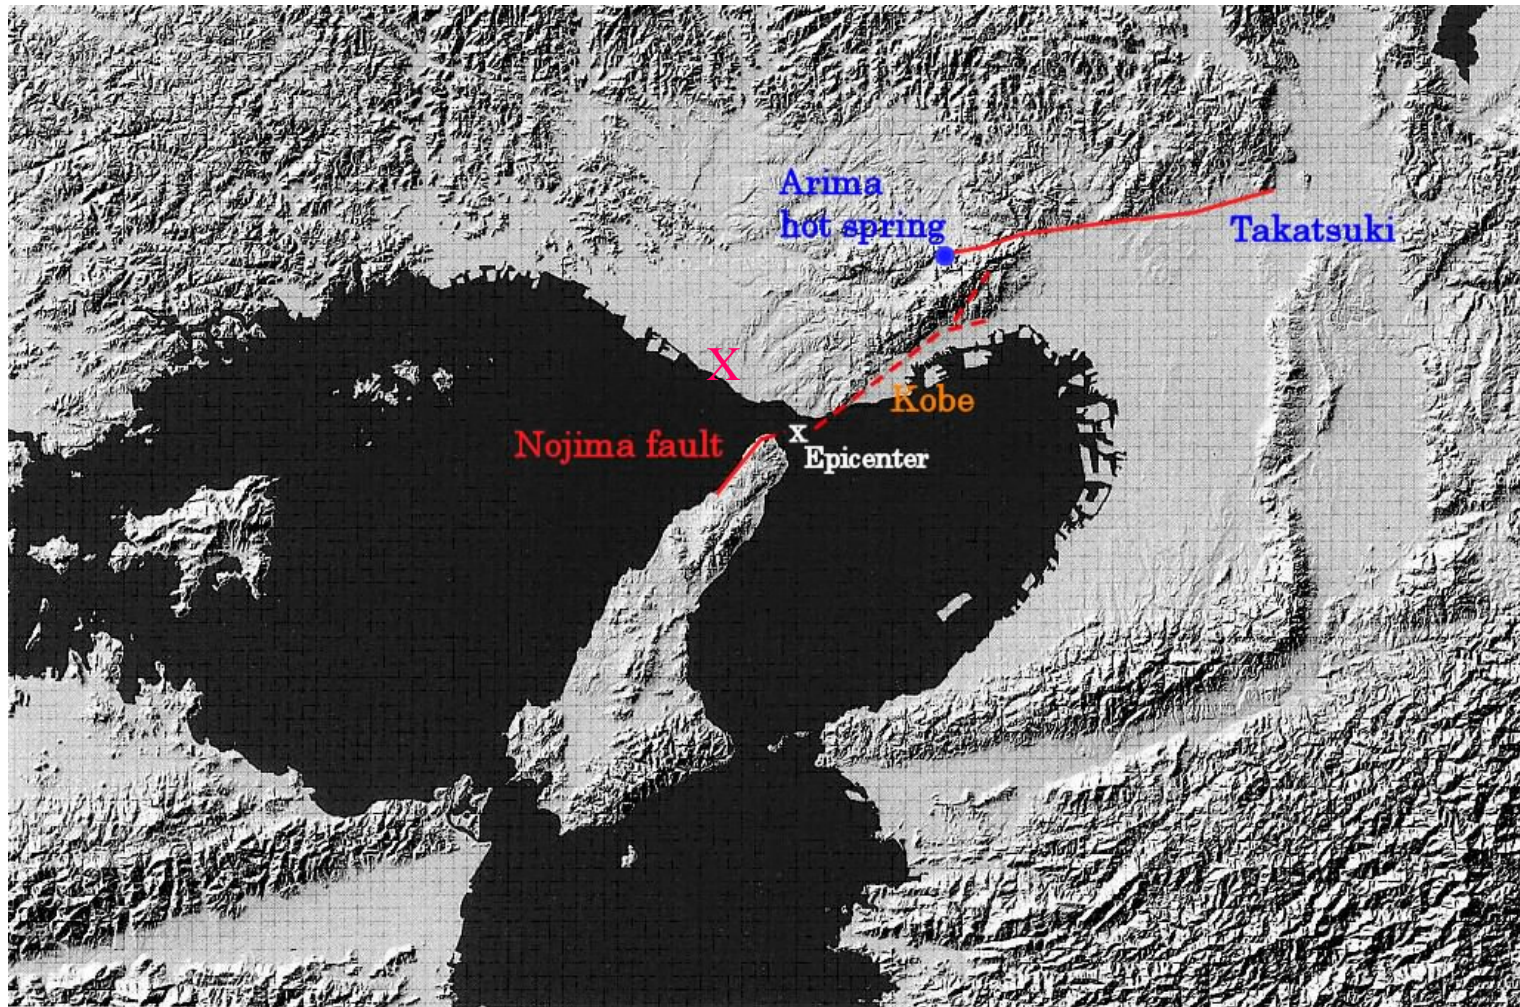 Arima
hot spring
Takatsuki
X
Kobe
Nojima fault
x
Epicenter